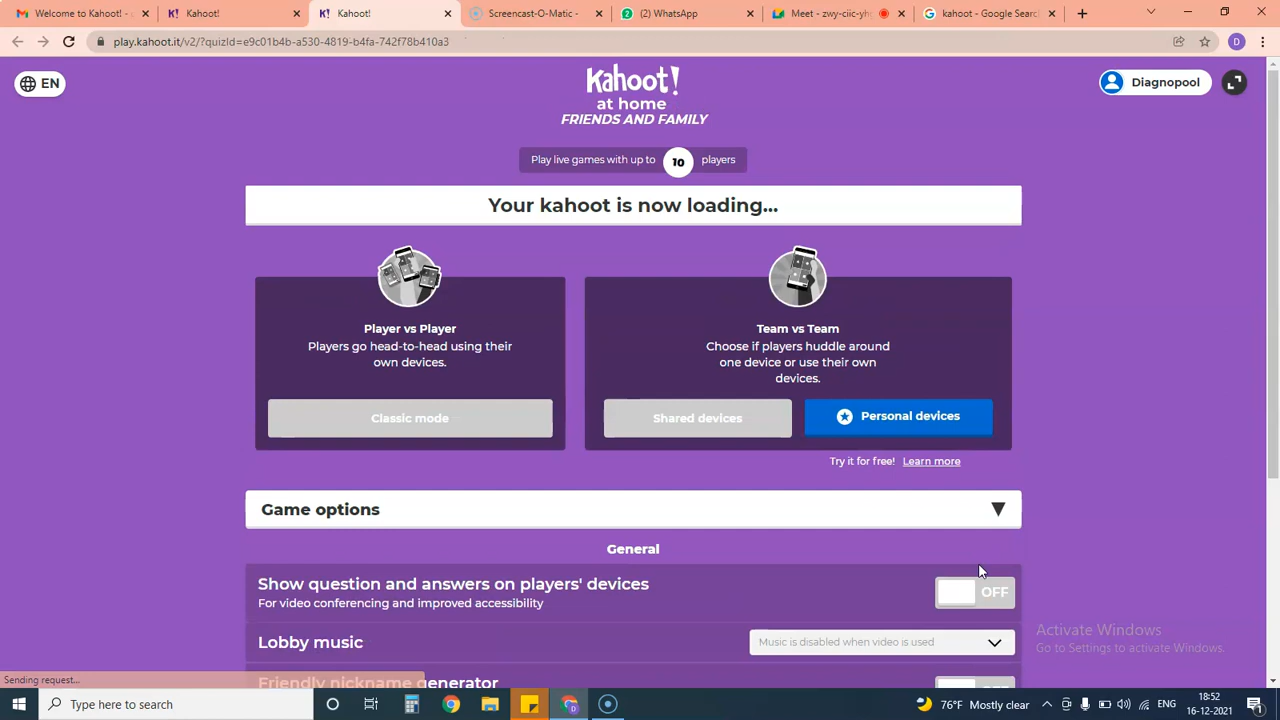 Welcome to Kahoot! -
Kahoot!
Kahoot!
Screencast-O-Matic -
(2) WhatsApp
Meet - zwy-ciic-yh
kahoot - Google Searc
play.kahoot.it/v2/?quizId=e9c01b4b-a530-4819-b4fa-742f78b410a3
D
EN
Kahoot!
at home
FRIENDS AND FAMILY
Diagnopool
Play live games with up to 10 players
Your kahoot is now loading...
Player vs Player
Players go head-to-head using their
own devices.
Classic mode
Team vs Team
Choose if players huddle around
one device or use their own
devices.
Shared devices
Personal devices
Try it for free! Learn more
Game options
General
Show question and answers on players' devices
For video conferencing and improved accessibility
OFF
Lobby music
Music is disabled when video is used
Friendly nickname generator
Activate Windows
Go to Settings to activate Windows.
Sending request...
Type here to search
76°F Mostly clear
ENG
18:52
16-12-2021